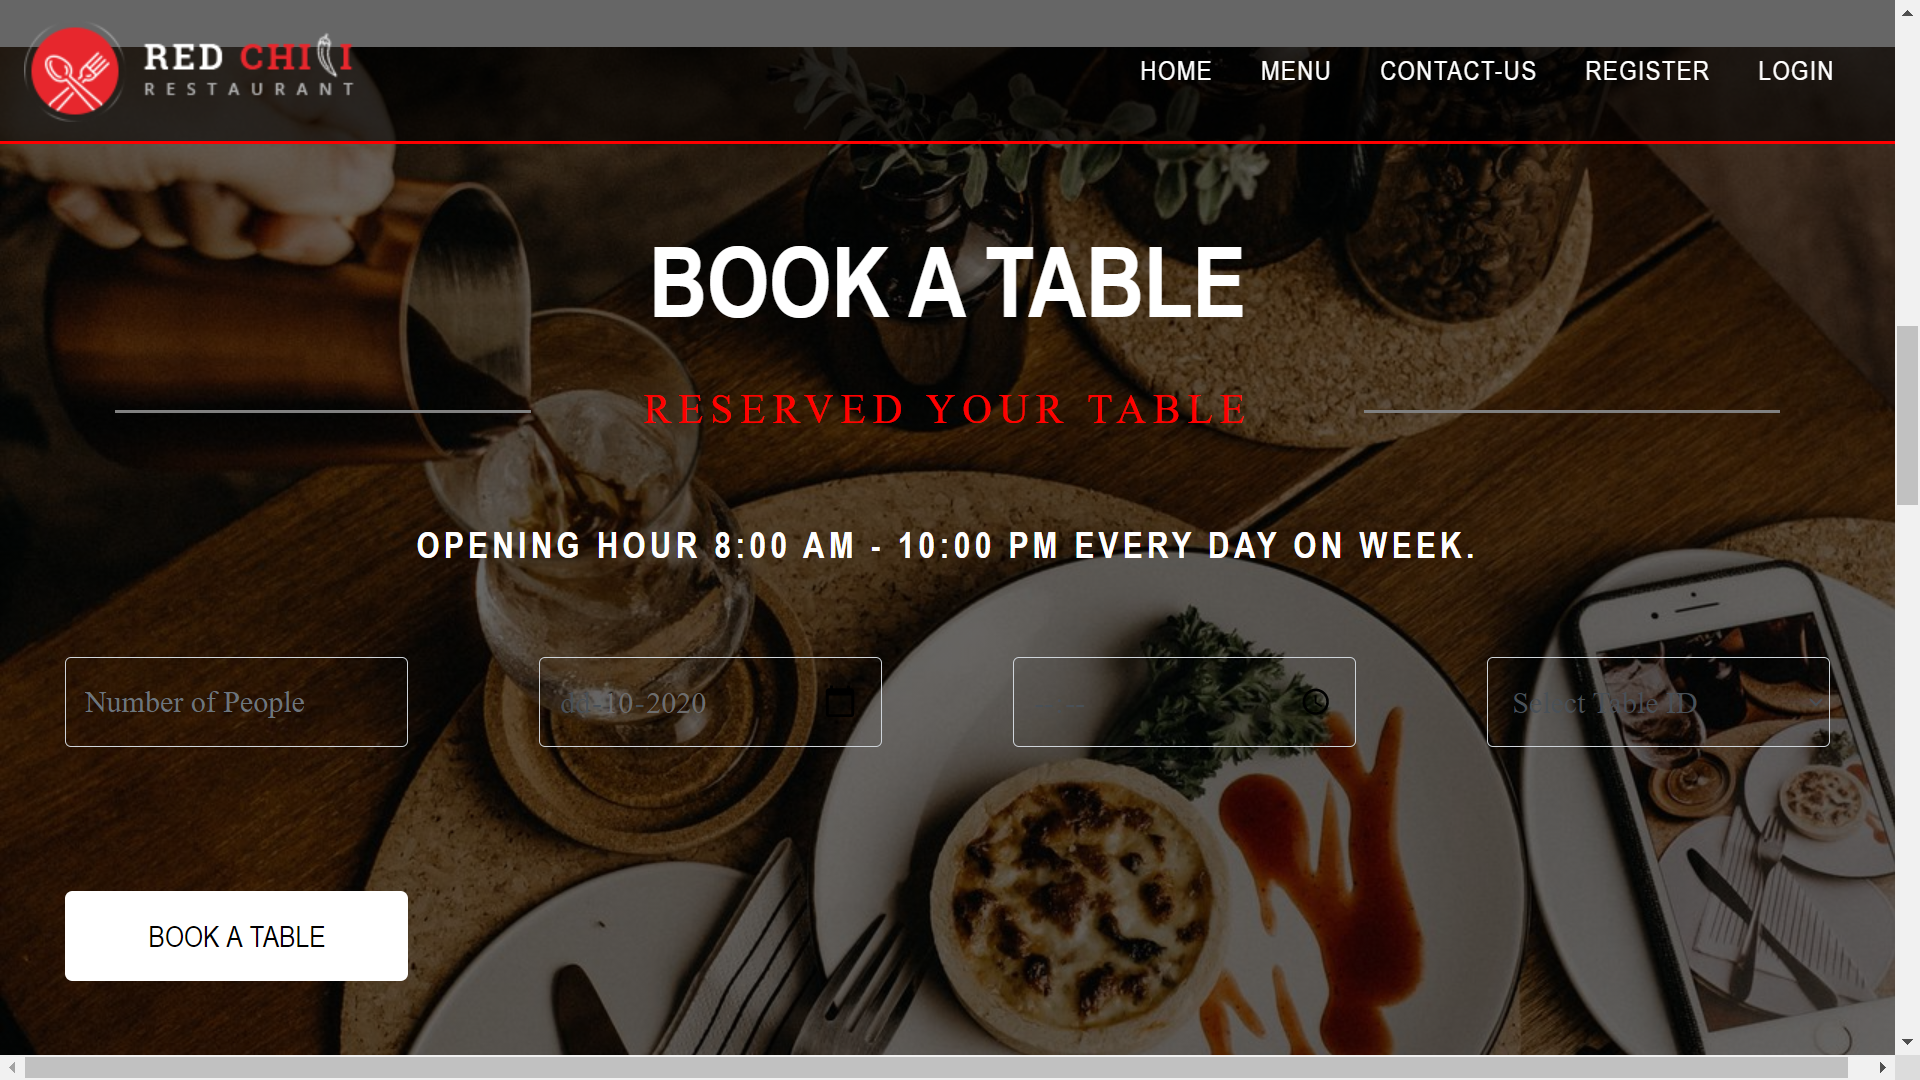 RED CHILI
RESTAURANT
HOME MENU CONTACT-US REGISTER LOGIN
BOOK A TABLE
RESERVED YOUR TABLE
OPENING HOUR 8:00 AM - 10:00 PM EVERY DAY ON WEEK.
Number of People
dd-10-2020
--
Select Table ID
BOOK A TABLE